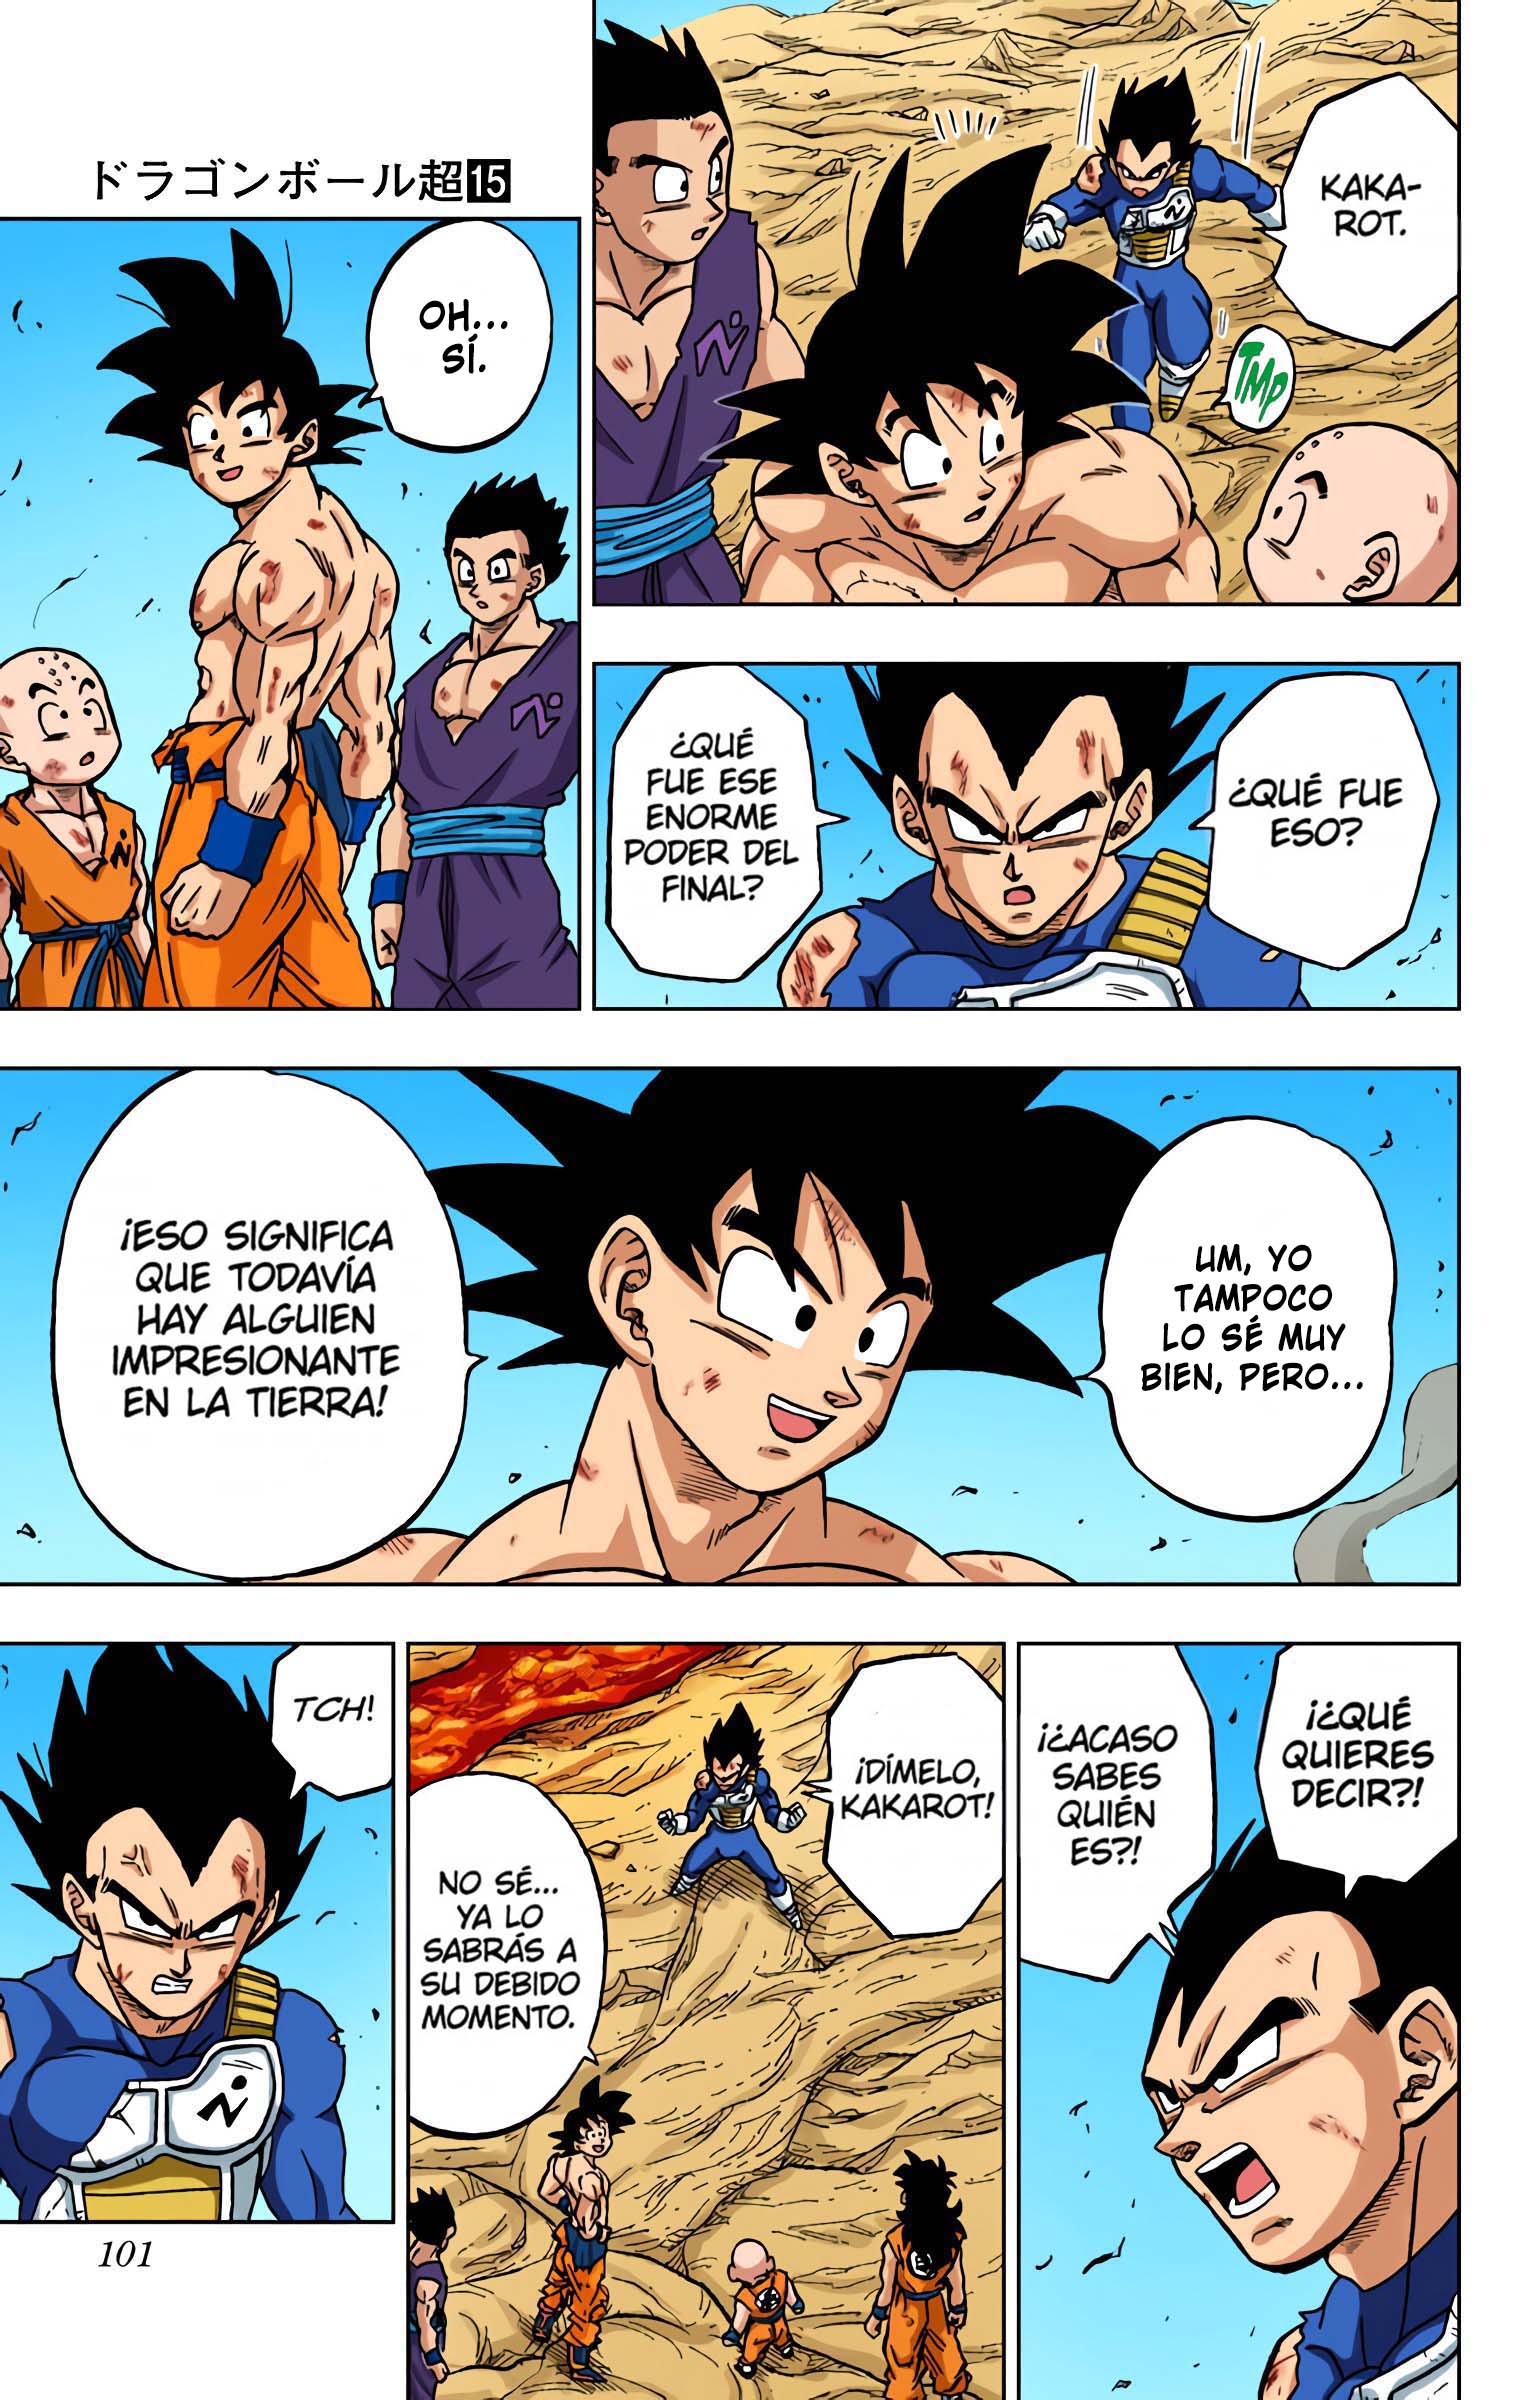 ドラゴンボール超15
KAKA-
ROT.
TMP
OH...
SÍ.
¿QUÉ FUE
ESO?
¿QUÉ
FUE ESE
ENORME
PODER DEL
FINAL?
UM, YO
TAMPOCO
LO SÉ MUY
BIEN, PERO...
¡ESO SIGNIFICA
QUE TODAVÍA
HAY ALGUIEN
IMPRESIONANTE
EN LA TIERRA!
¡¿QUÉ
QUIERES
DECIR?!
¡¿ACASO
SABES
QUIÉN
ES?!
¡DÍMELO,
KAKAROT!
NO SÉ...
YA LO
SABRÁS A
SU DEBIDO
MOMENTO.
TCH!
101